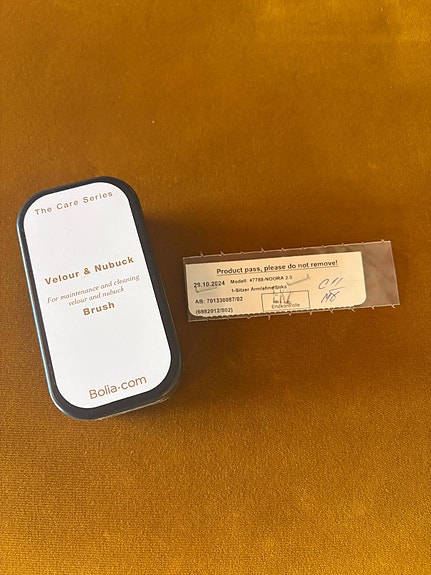 The Care Series
Velour & Nubuck
For maintenance and cleaning
velour and nubuck
Brush
Bolia.com
Product pass, please do not remove!
29.10.2024 Modell: 47788-NOORA 2.0
1-Sitzer Armlehne links
AB: 701330087/02
(6982012/002)
Endkontrolle